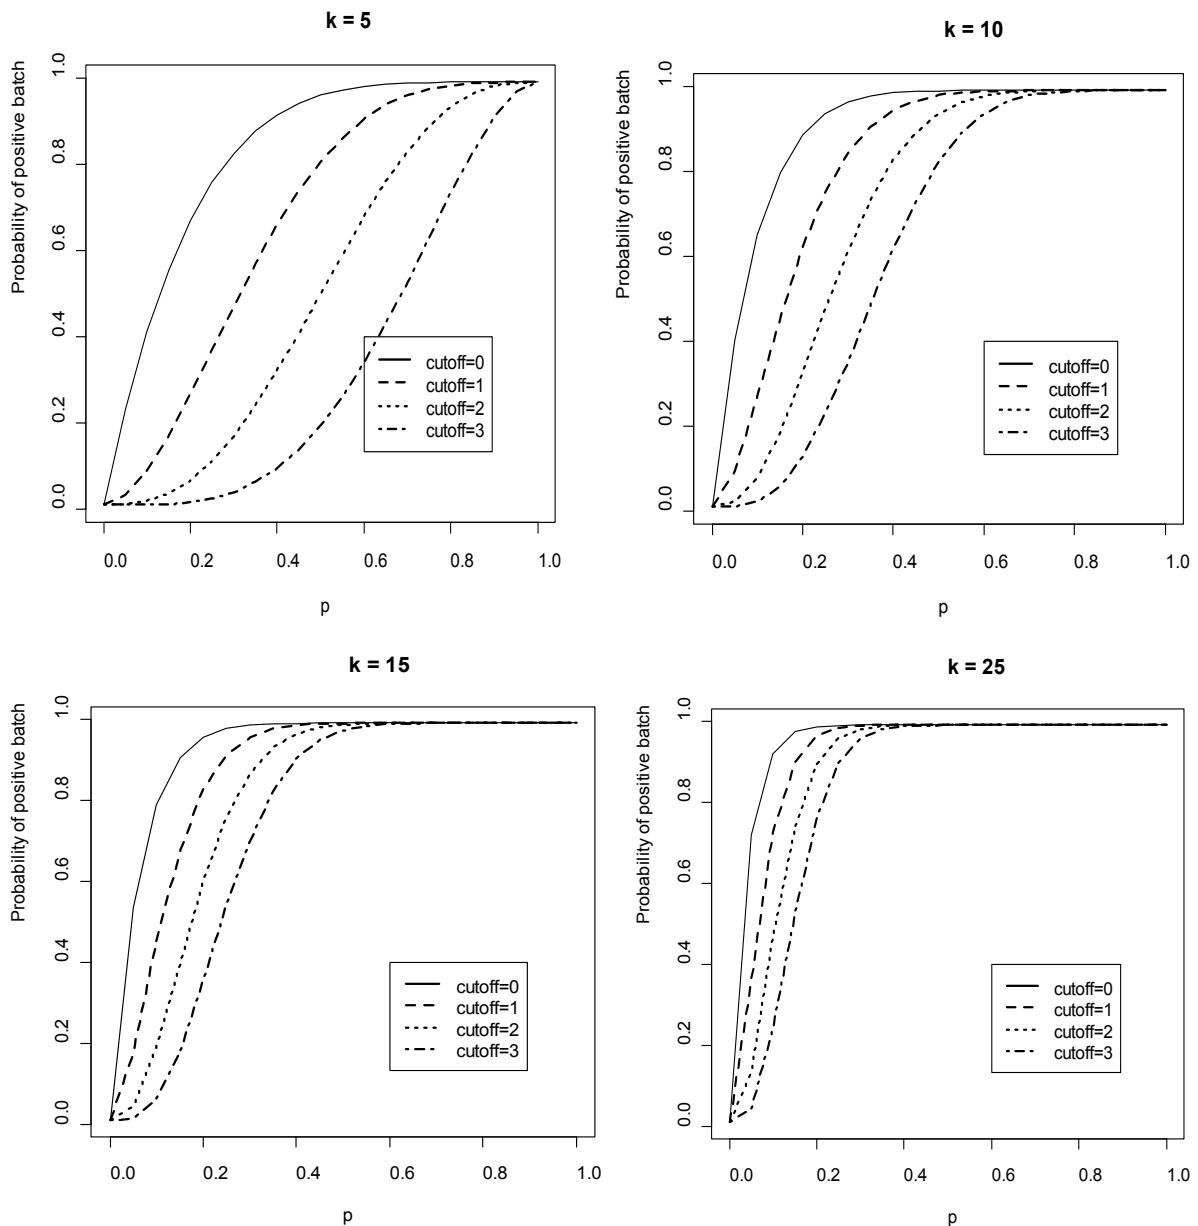 k = 5
Probability of positive batch
1.0
0.8
0.6
0.4
0.2
0.0
cutoff=0
cutoff=1
cutoff=2
cutoff=3
0.0 0.2 0.4 0.6 0.8 1.0
p
k = 10
Probability of positive batch
1.0
0.8
0.6
0.4
0.2
0.0
cutoff=0
cutoff=1
cutoff=2
cutoff=3
0.0 0.2 0.4 0.6 0.8 1.0
p
k = 15
Probability of positive batch
1.0
0.8
0.6
0.4
0.2
0.0
cutoff=0
cutoff=1
cutoff=2
cutoff=3
0.0 0.2 0.4 0.6 0.8 1.0
p
k = 25
Probability of positive batch
1.0
0.8
0.6
0.4
0.2
0.0
cutoff=0
cutoff=1
cutoff=2
cutoff=3
0.0 0.2 0.4 0.6 0.8 1.0
p